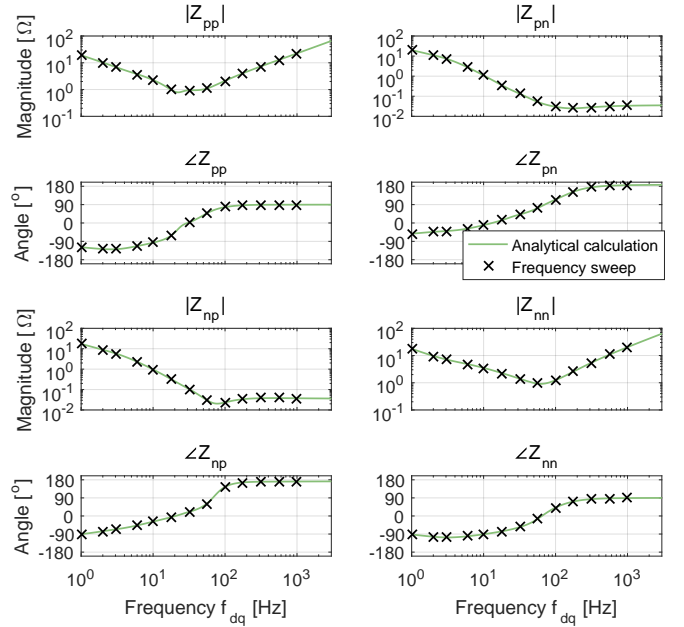 |Z_pp|
|Z_pn|
Magnitude [ Ω]
10^2
10^1
10^0
10^-1
10^2
10^1
10^0
10^-1
10^-2
∠Z_pp
∠Z_pn
Angle [°]
180
90
0
-90
-180
180
90
0
-90
-180
Analytical calculation
Frequency sweep
|Z_np|
|Z_nn|
Magnitude [ Ω]
10^2
10^1
10^0
10^-1
10^-2
10^2
10^1
10^0
10^-1
∠Z_np
∠Z_nn
Angle [°]
180
90
0
-90
-180
180
90
0
-90
-180
10^0 10^1 10^2 10^3
10^0 10^1 10^2 10^3
Frequency f_dq [Hz]
Frequency f_dq [Hz]